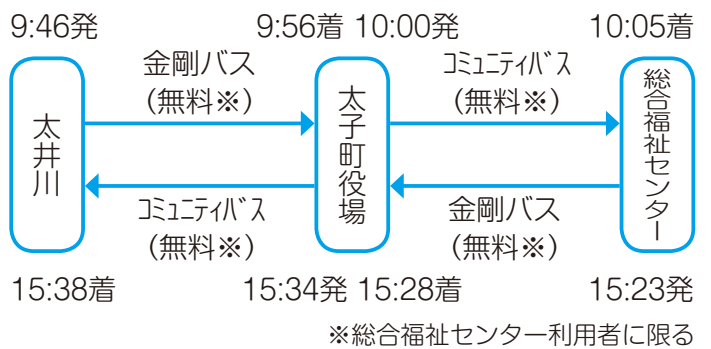 9:46発 9:56着 10:00発 10:05着
金剛バス コミュニティバス
(無料※) (無料※)
太井川 太子町役場 総合福祉センター
コミュニティバス 金剛バス
(無料※) (無料※)
15:38着 15:34発 15:28着 15:23発
※総合福祉センター利用者に限る